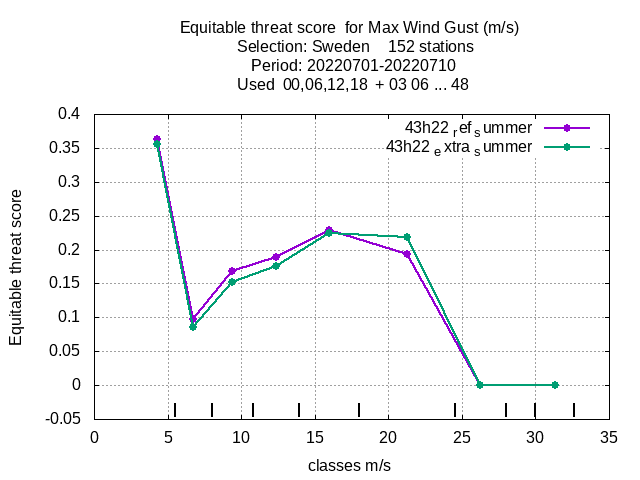 Equitable threat score  for Max Wind Gust (m/s)
Selection: Sweden    152 stations
Period: 20220701-20220710
Used  00,06,12,18  + 03 06 ... 48
43h22 ref summer
43h22 extra summer
0.4
0.35
0.3
0.25
0.2
0.15
0.1
0.05
0
-0.05
Equitable threat score
0 5 10 15 20 25 30 35
classes m/s